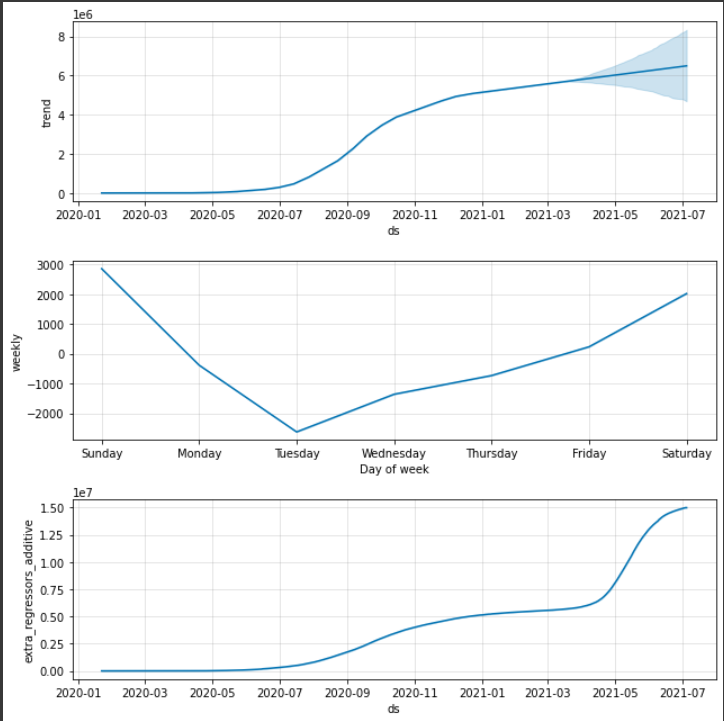 1e6
8
6
4
2
0
trend
2020-01 2020-03 2020-05 2020-07 2020-09 2020-11 2021-01 2021-03 2021-05 2021-07
ds
3000
2000
1000
0
−1000
−2000
weekly
Sunday Monday Tuesday Wednesday Thursday Friday Saturday
Day of week
1e7
1.50
1.25
1.00
0.75
0.50
0.25
0.00
extra_regressors_additive
2020-01 2020-03 2020-05 2020-07 2020-09 2020-11 2021-01 2021-03 2021-05 2021-07
ds